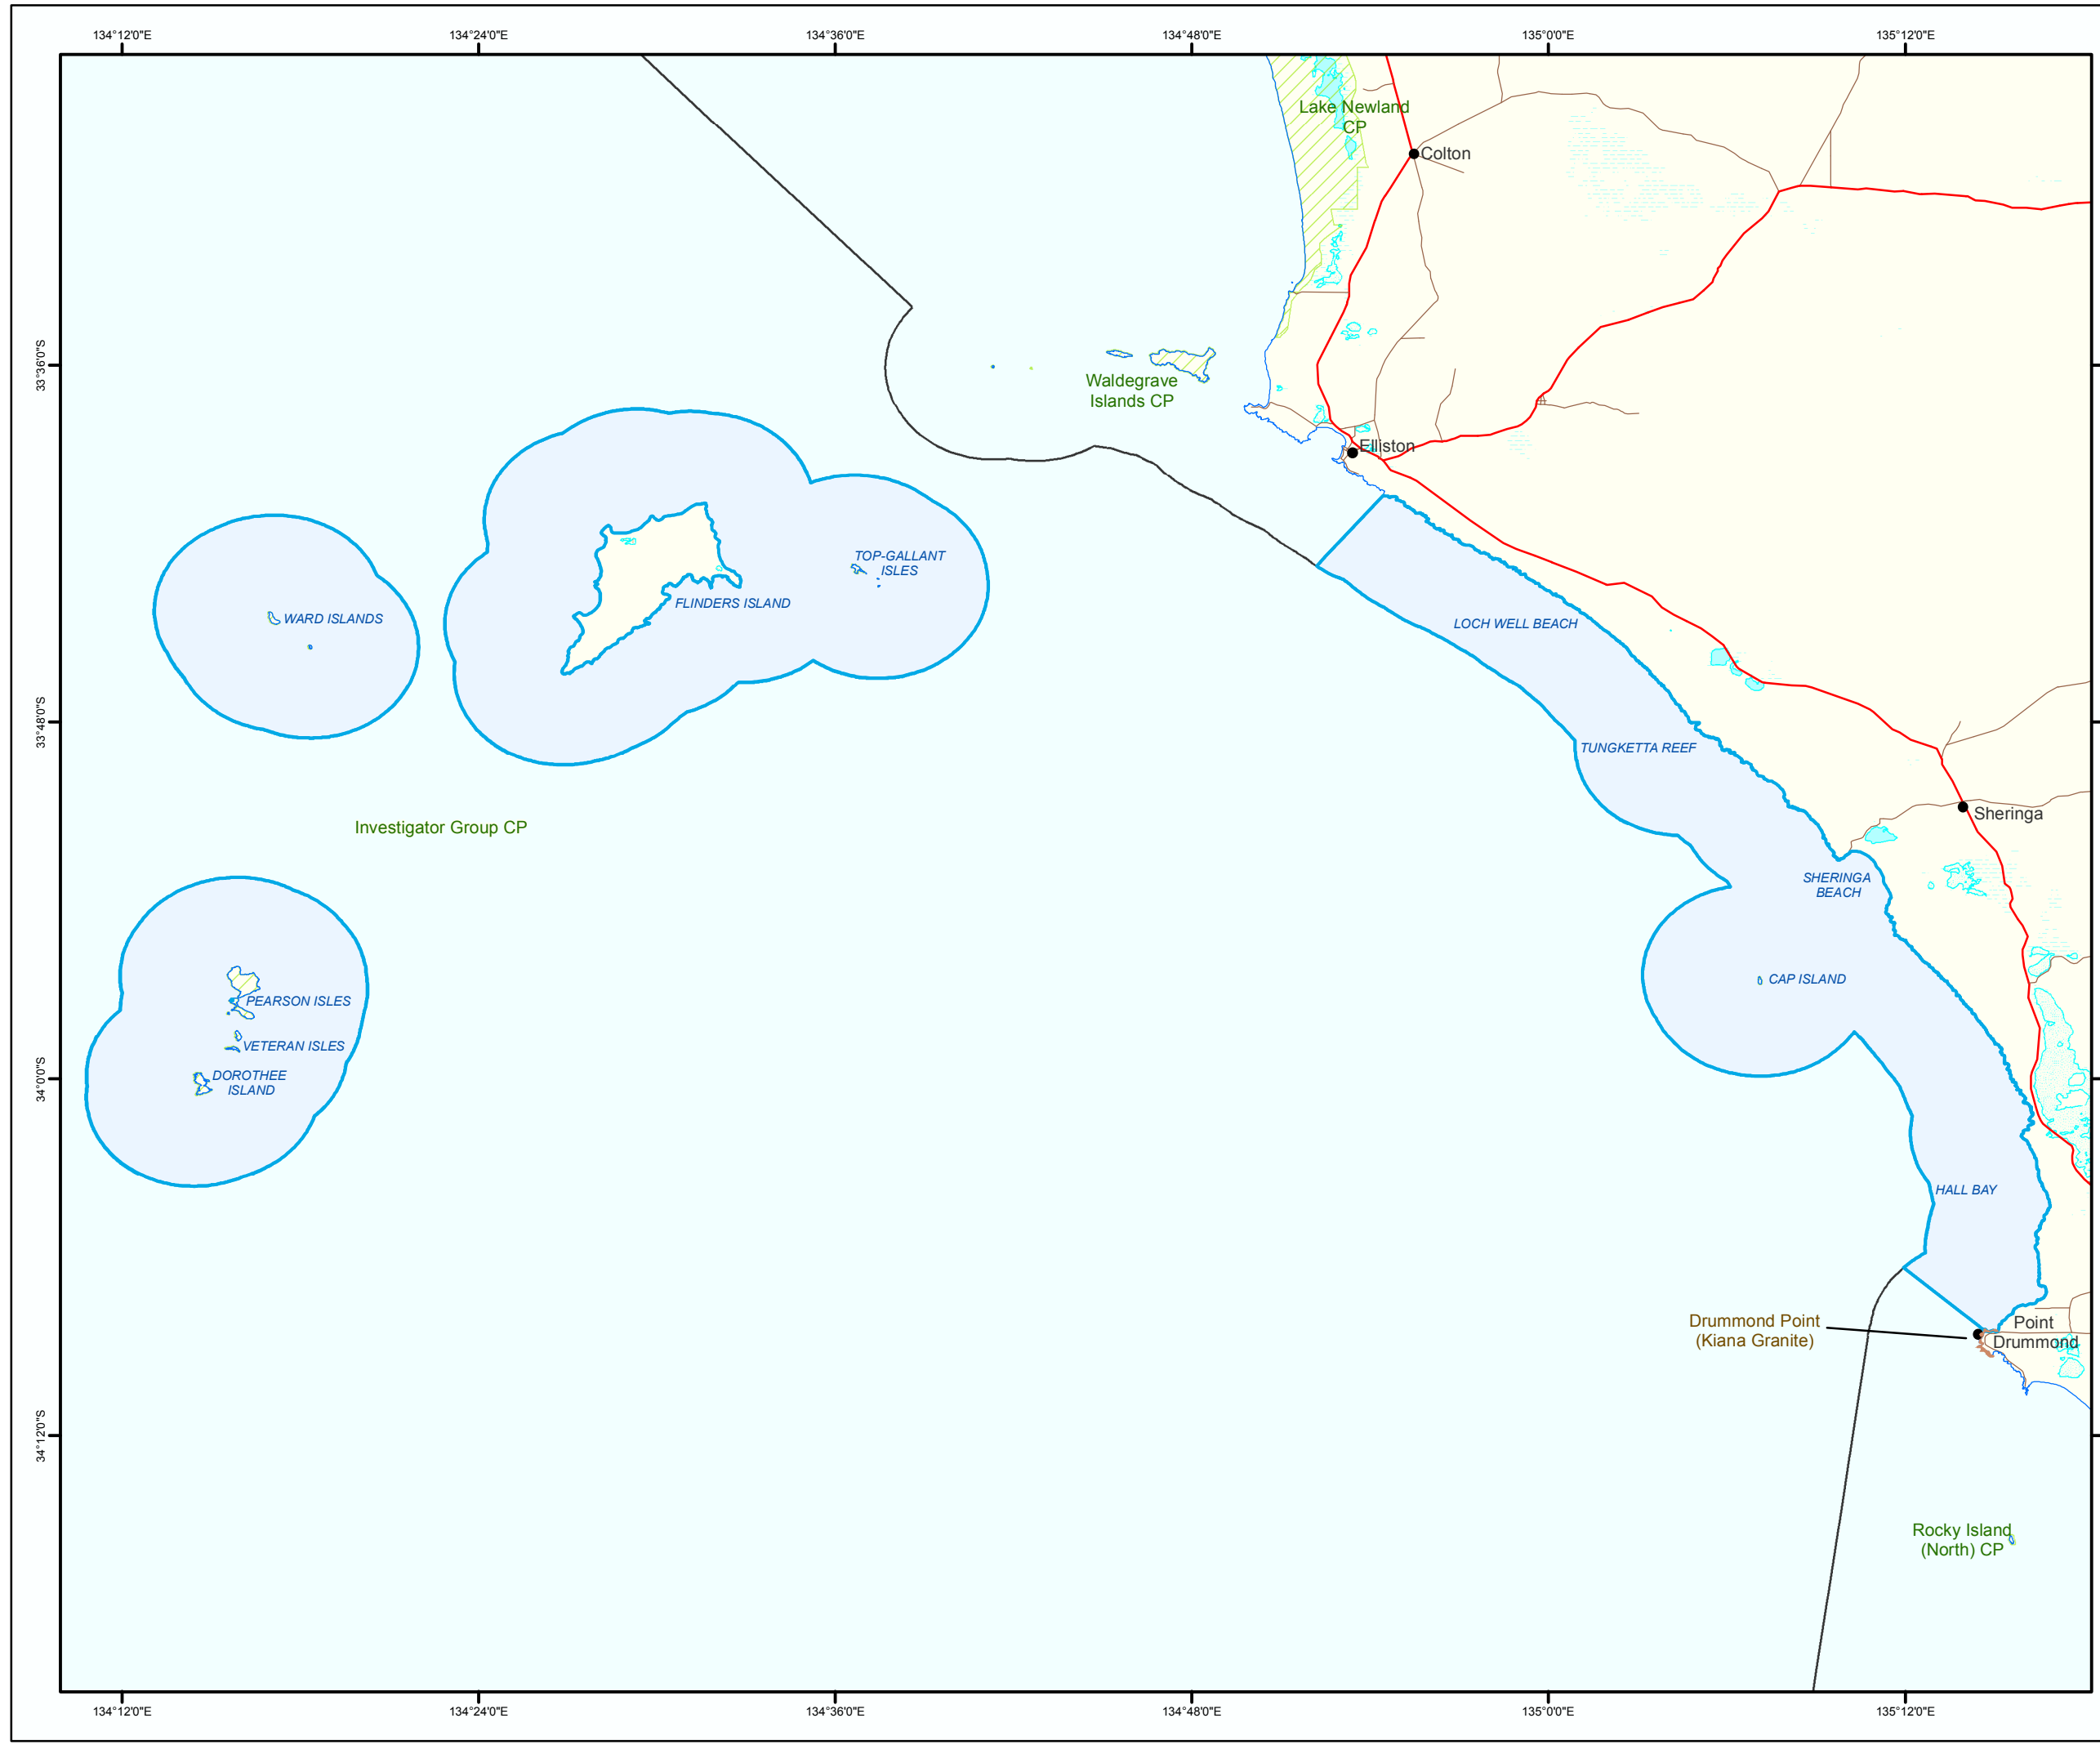 134°12'0"E
134°24'0"E
134°36'0"E
134°48'0"E
135°0'0"E
135°12'0"E
Lake Newland
CP
Colton
33°36'0"S
Waldegrave
Islands CP
Elliston
TOP-GALLANT
ISLES
FLINDERS ISLAND
WARD ISLANDS
LOCH WELL BEACH
33°48'0"S
TUNGKETTA REEF
Sheringa
Investigator Group CP
SHERINGA
BEACH
CAP ISLAND
PEARSON ISLES
VETERAN ISLES
DOROTHEE
ISLAND
34°0'0"S
HALL BAY
Drummond Point
(Kiana Granite)
Point
Drummond
34°12'0"S
Rocky Island
(North) CP
134°12'0"E
134°24'0"E
134°36'0"E
134°48'0"E
135°0'0"E
135°12'0"E